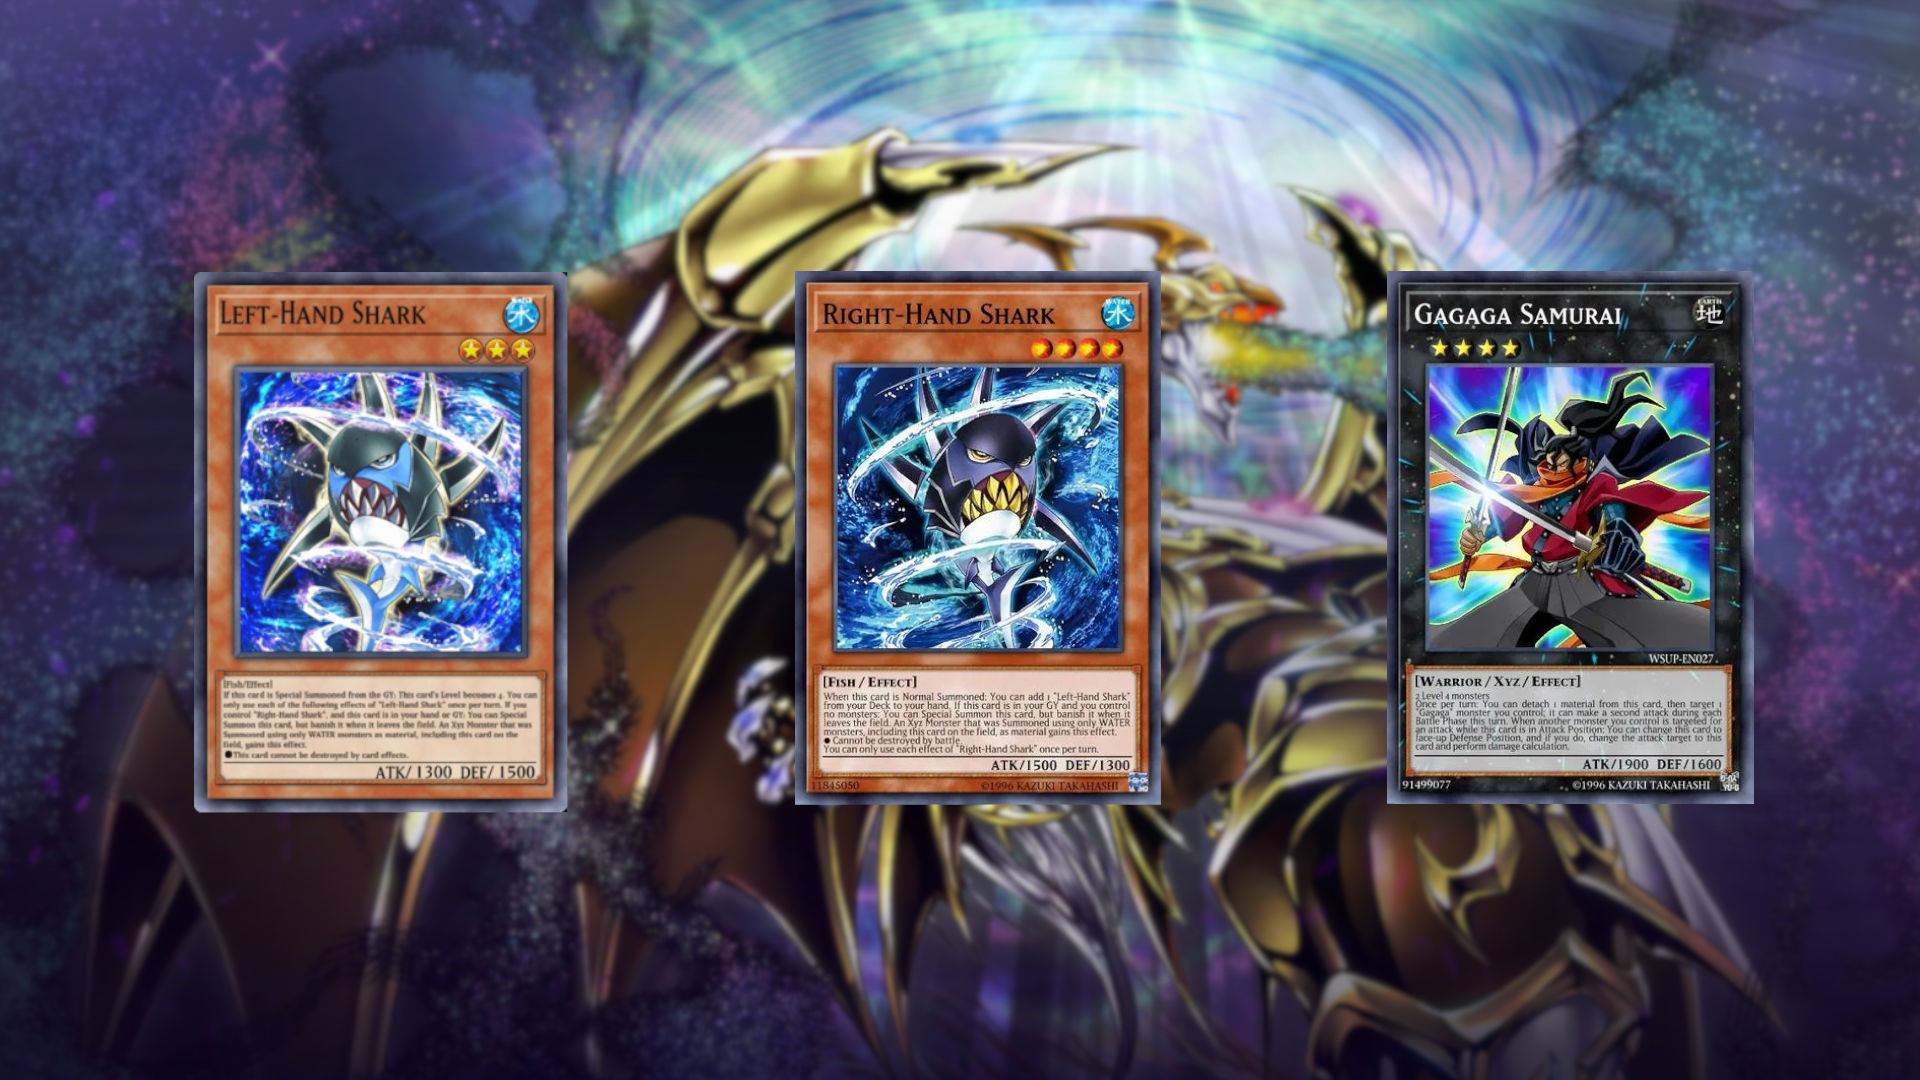 LEFT-HAND SHARK
水
[Fish/Effect]
If this card is Special Summoned from the GY: This card's Level becomes 4. You can
only use each of the following effects of "Left-Hand Shark" once per turn. If you
control "Right-Hand Shark", and this card is in your hand or GY: You can Special
Summon this card, but banish it when it leaves the field. An Xyz Monster that was
Summoned using only WATER monsters as material, including this card on the
field, gains this effect.
●This card cannot be destroyed by card effects.
ATK/1300 DEF/1500
RIGHT-HAND SHARK
WATER
水
[FISH / EFFECT]
When this card is Normal Summoned: You can add 1 "Left-Hand Shark"
from your Deck to your hand. If this card is in your GY and you control
no monsters: You can Special Summon this card, but banish it when it
leaves the field. An Xyz Monster that was Summoned using only WATER
monsters, including this card on the field, as material gains this effect.
● Cannot be destroyed by battle.
You can only use each effect of "Right-Hand Shark" once per turn.
ATK/1500 DEF/1300
11845050 ©1996 KAZUKI TAKAHASHI
GAGAGA SAMURAI
EARTH
地
WSUP-EN027
[WARRIOR / XYZ / EFFECT]
2 Level 4 monsters
Once per turn: You can detach 1 material from this card, then target 1
"Gagaga" monster you control; it can make a second attack during each
Battle Phase this turn. When another monster you control is targeted for
an attack while this card is in Attack Position: You can change this card to
face-up Defense Position, and if you do, change the attack target to this
card and perform damage calculation.
ATK/1900 DEF/1600
91499077 ©1996 KAZUKI TAKAHASHI